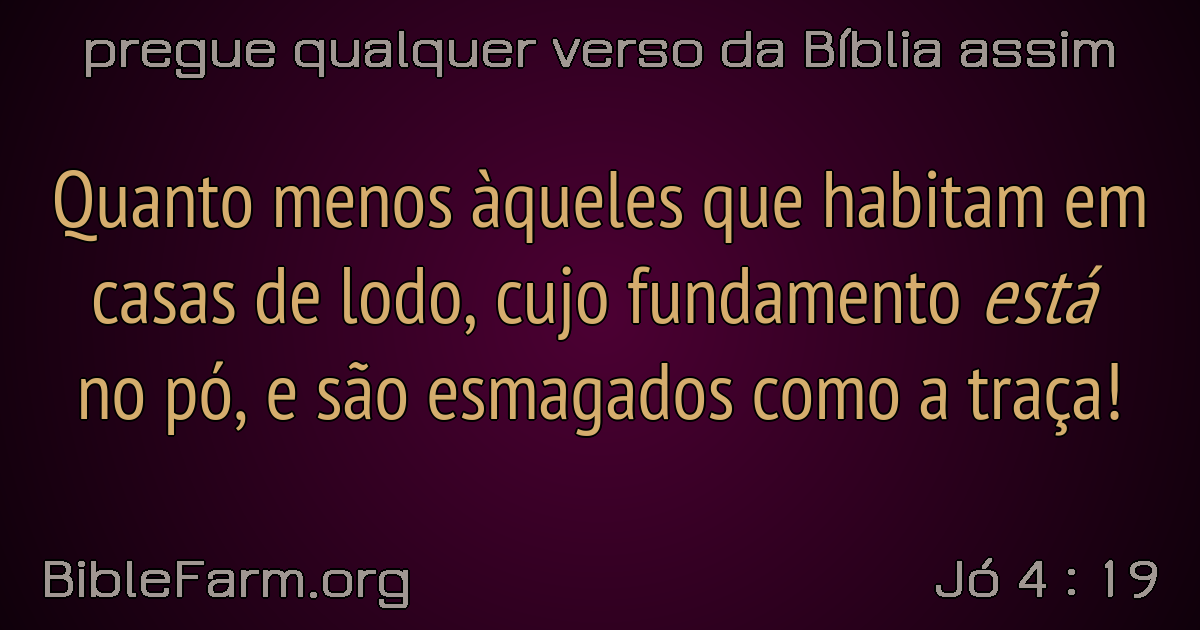 pregue qualquer verso da Bíblia assim
Quanto menos àqueles que habitam em
casas de lodo, cujo fundamento está
no pó, e são esmagados como a traça!
BibleFarm.org
Jó 4 : 19